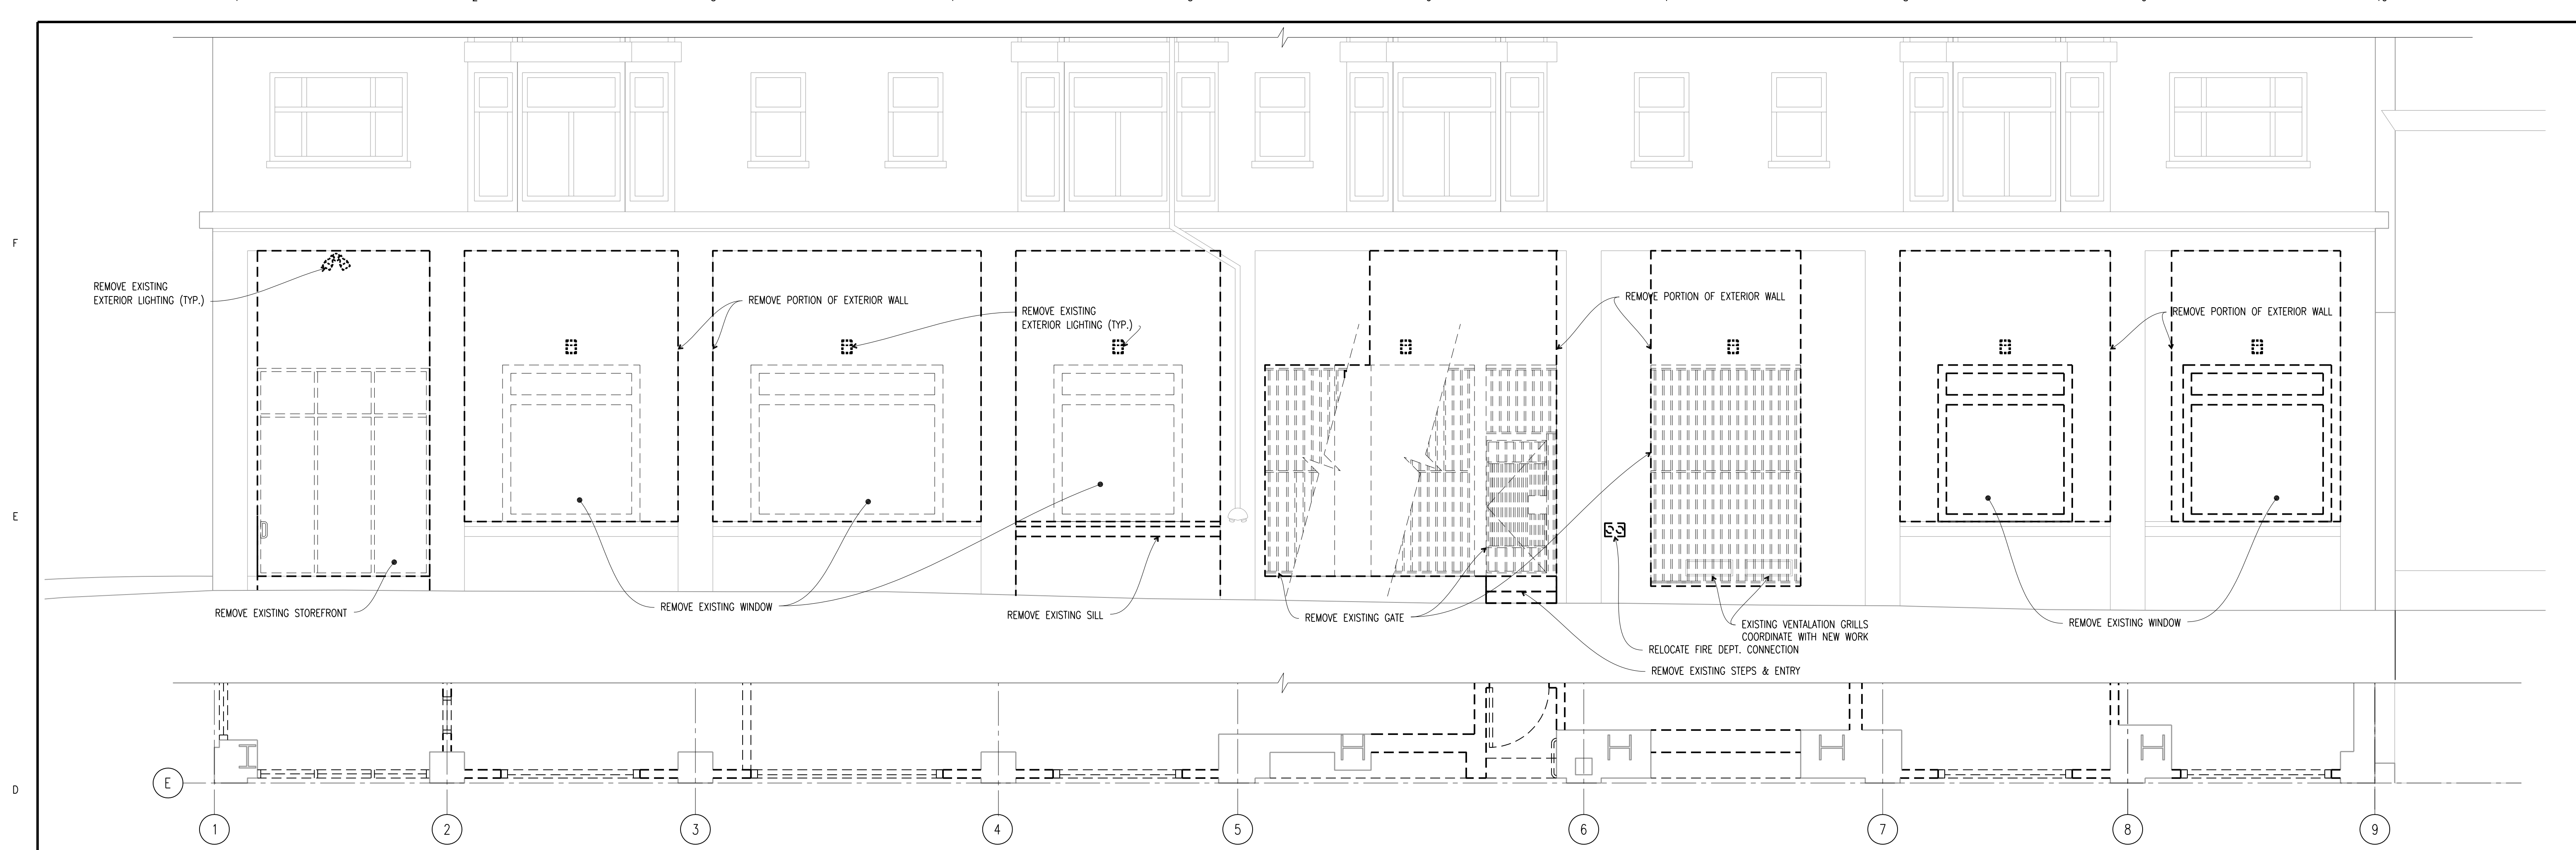 F
REMOVE EXISTING
EXTERIOR LIGHTING (TYP.)
REMOVE PORTION OF EXTERIOR WALL
REMOVE EXISTING
EXTERIOR LIGHTING (TYP.)
REMOVE PORTION OF EXTERIOR WALL
REMOVE PORTION OF EXTERIOR WALL
E
REMOVE EXISTING STOREFRONT
REMOVE EXISTING WINDOW
REMOVE EXISTING SILL
REMOVE EXISTING GATE
EXISTING VENTALATION GRILLS
COORDINATE WITH NEW WORK
RELOCATE FIRE DEPT. CONNECTION
REMOVE EXISTING STEPS & ENTRY
REMOVE EXISTING WINDOW
D
E
1
2
3
4
5
6
7
8
9